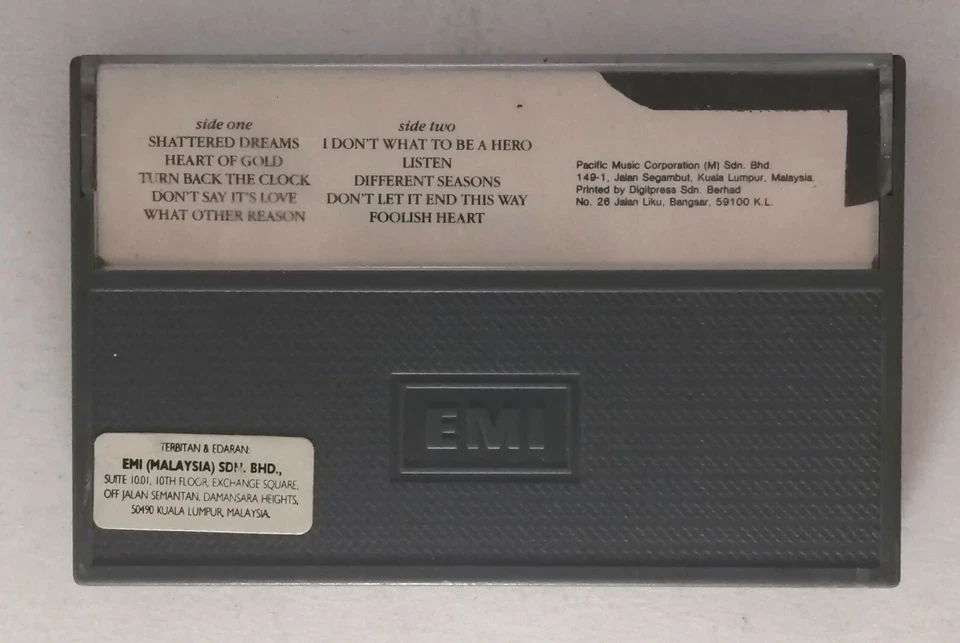 side one
SHATTERED DREAMS
HEART OF GOLD
TURN BACK THE CLOCK
DON'T SAY IT'S LOVE
WHAT OTHER REASON
side two
I DON'T WHAT TO BE A HERO
LISTEN
DIFFERENT SEASONS
DON'T LET IT END THIS WAY
FOOLISH HEART
Pacific Music Corporation (M) Sdn. Bhd.
149-1, Jalan Segambut, Kuala Lumpur, Malaysia.
Printed by Digitpress Sdn. Berhad
No. 26 Jalan Liku, Bangsar, 59100 K.L.
EMI
TERBITAN & EDARAN:
EMI (MALAYSIA) SDN. BHD.,
SUITE 10.01, 10TH FLOOR, EXCHANGE SQUARE,
OFF JALAN SEMANTAN, DAMANSARA HEIGHTS,
50490 KUALA LUMPUR, MALAYSIA.